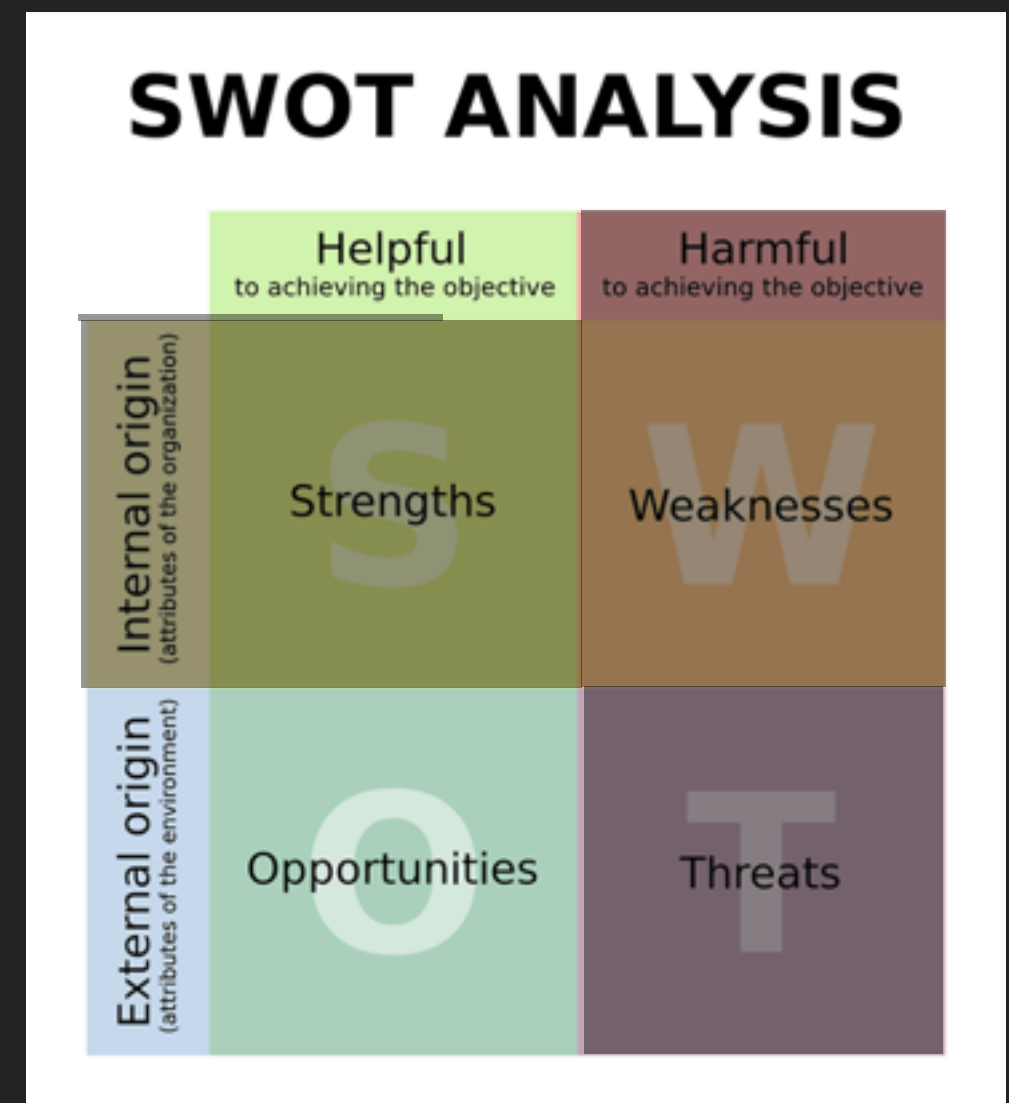 SWOT ANALYSIS
Helpful
to achieving the objective
Harmful
to achieving the objective
Internal origin
(attributes of the organization)
S
Strengths
W
Weaknesses
External origin
(attributes of the environment)
O
Opportunities
T
Threats